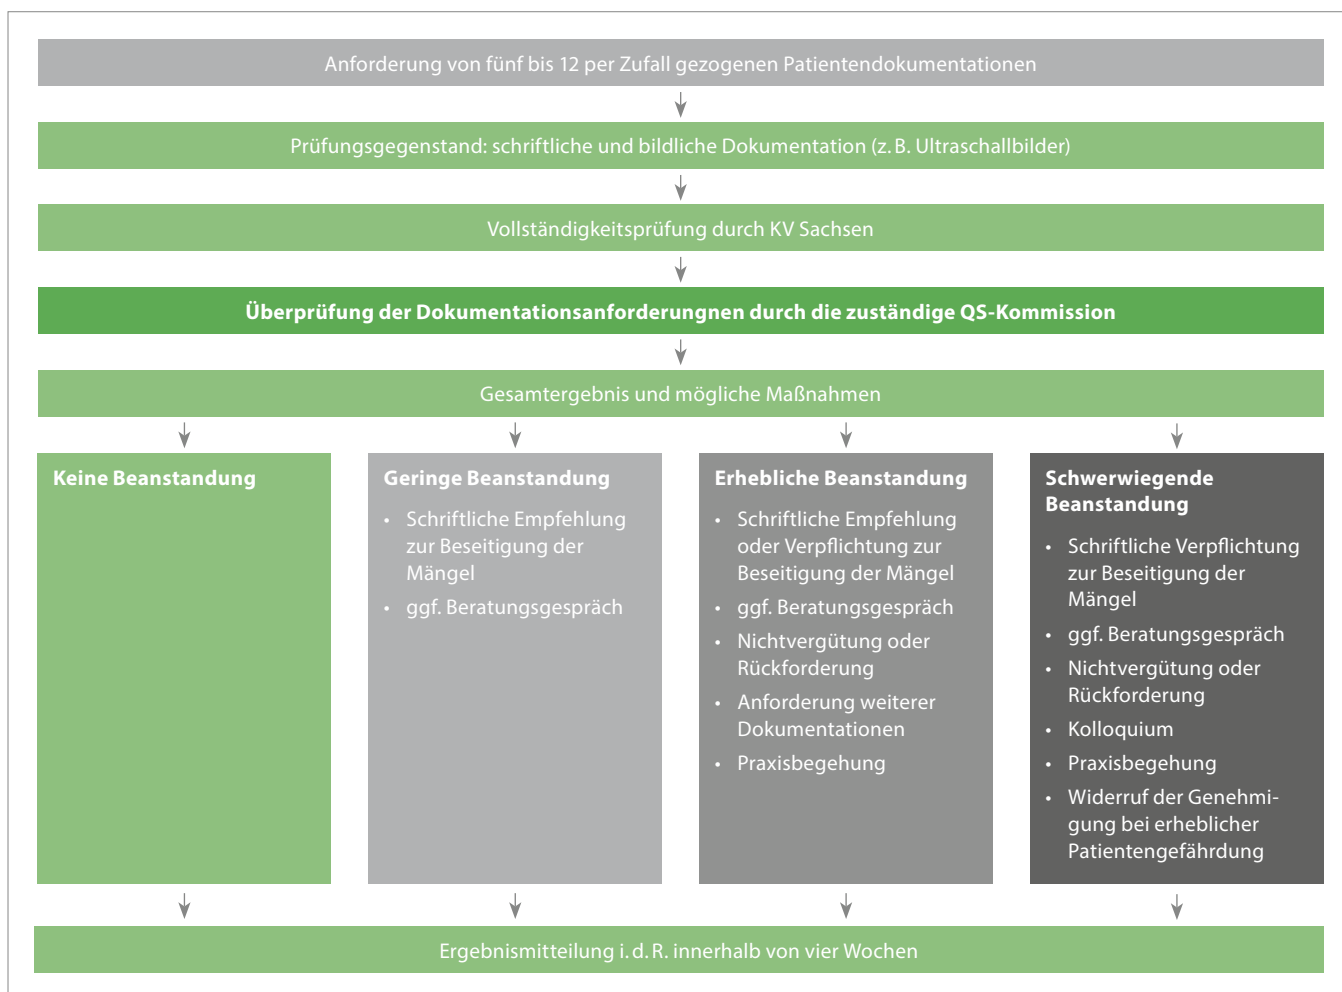 Anforderung von fünf bis 12 per Zufall gezogenen Patientendokumentationen
Prüfungsgegenstand: schriftliche und bildliche Dokumentation (z. B. Ultraschallbilder)
Vollständigkeitsprüfung durch KV Sachsen
Überprüfung der Dokumentationsanforderungnen durch die zuständige QS-Kommission
Gesamtergebnis und mögliche Maßnahmen
Keine Beanstandung
Geringe Beanstandung
• Schriftliche Empfehlung
zur Beseitigung der
Mängel
• ggf. Beratungsgespräch
Erhebliche Beanstandung
• Schriftliche Empfehlung
oder Verpflichtung zur
Beseitigung der Mängel
• ggf. Beratungsgespräch
• Nichtvergütung oder
Rückforderung
• Anforderung weiterer
Dokumentationen
• Praxisbegehung
Schwerwiegende
Beanstandung
• Schriftliche Verpflichtung
zur Beseitigung der
Mängel
• ggf. Beratungsgespräch
• Nichtvergütung oder
Rückforderung
• Kolloquium
• Praxisbegehung
• Widerruf der Genehmi-
gung bei erheblicher
Patientengefährdung
Ergebnismitteilung i. d. R. innerhalb von vier Wochen